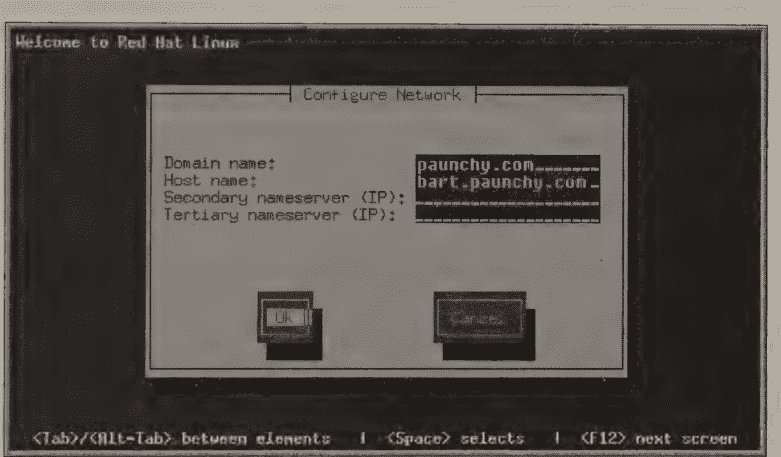 Welcome to Red Hat Linux
Configure Network
Domain name: paunchy.com
Host name: bart.paunchy.com
Secondary nameserver (IP):
Tertiary nameserver (IP):
Ok Cancel
<Tab>/<Alt-Tab> between elements | <Space> selects | <F12> next screen